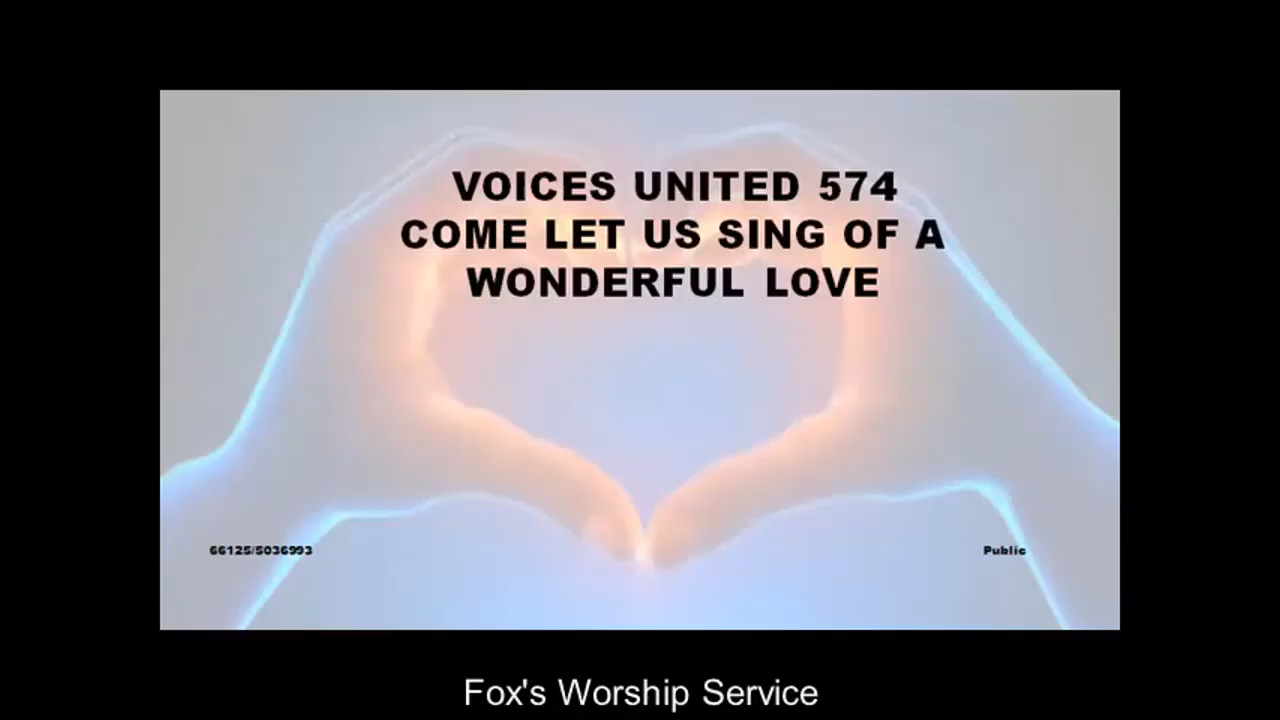 VOICES UNITED 574
COME LET US SING OF A
WONDERFUL LOVE
66125/5036993
Public
Fox's Worship Service